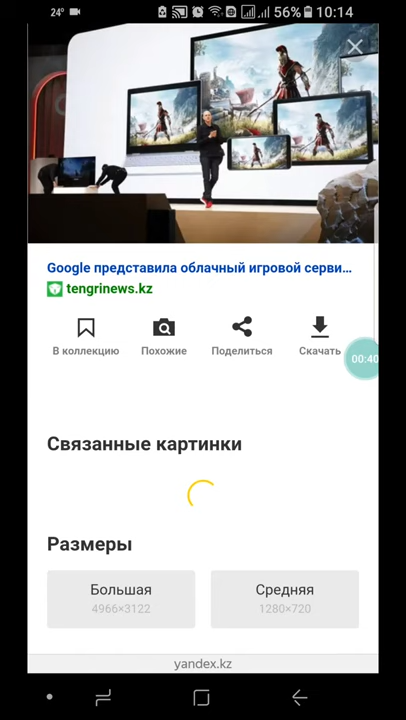 24°
56%
10:14
Google представила облачный игровой серви...
tengrinews.kz
В коллекцию
Похожие
Поделиться
Скачать
00:40
Связанные картинки
Размеры
Большая
4966×3122
Средняя
1280×720
yandex.kz